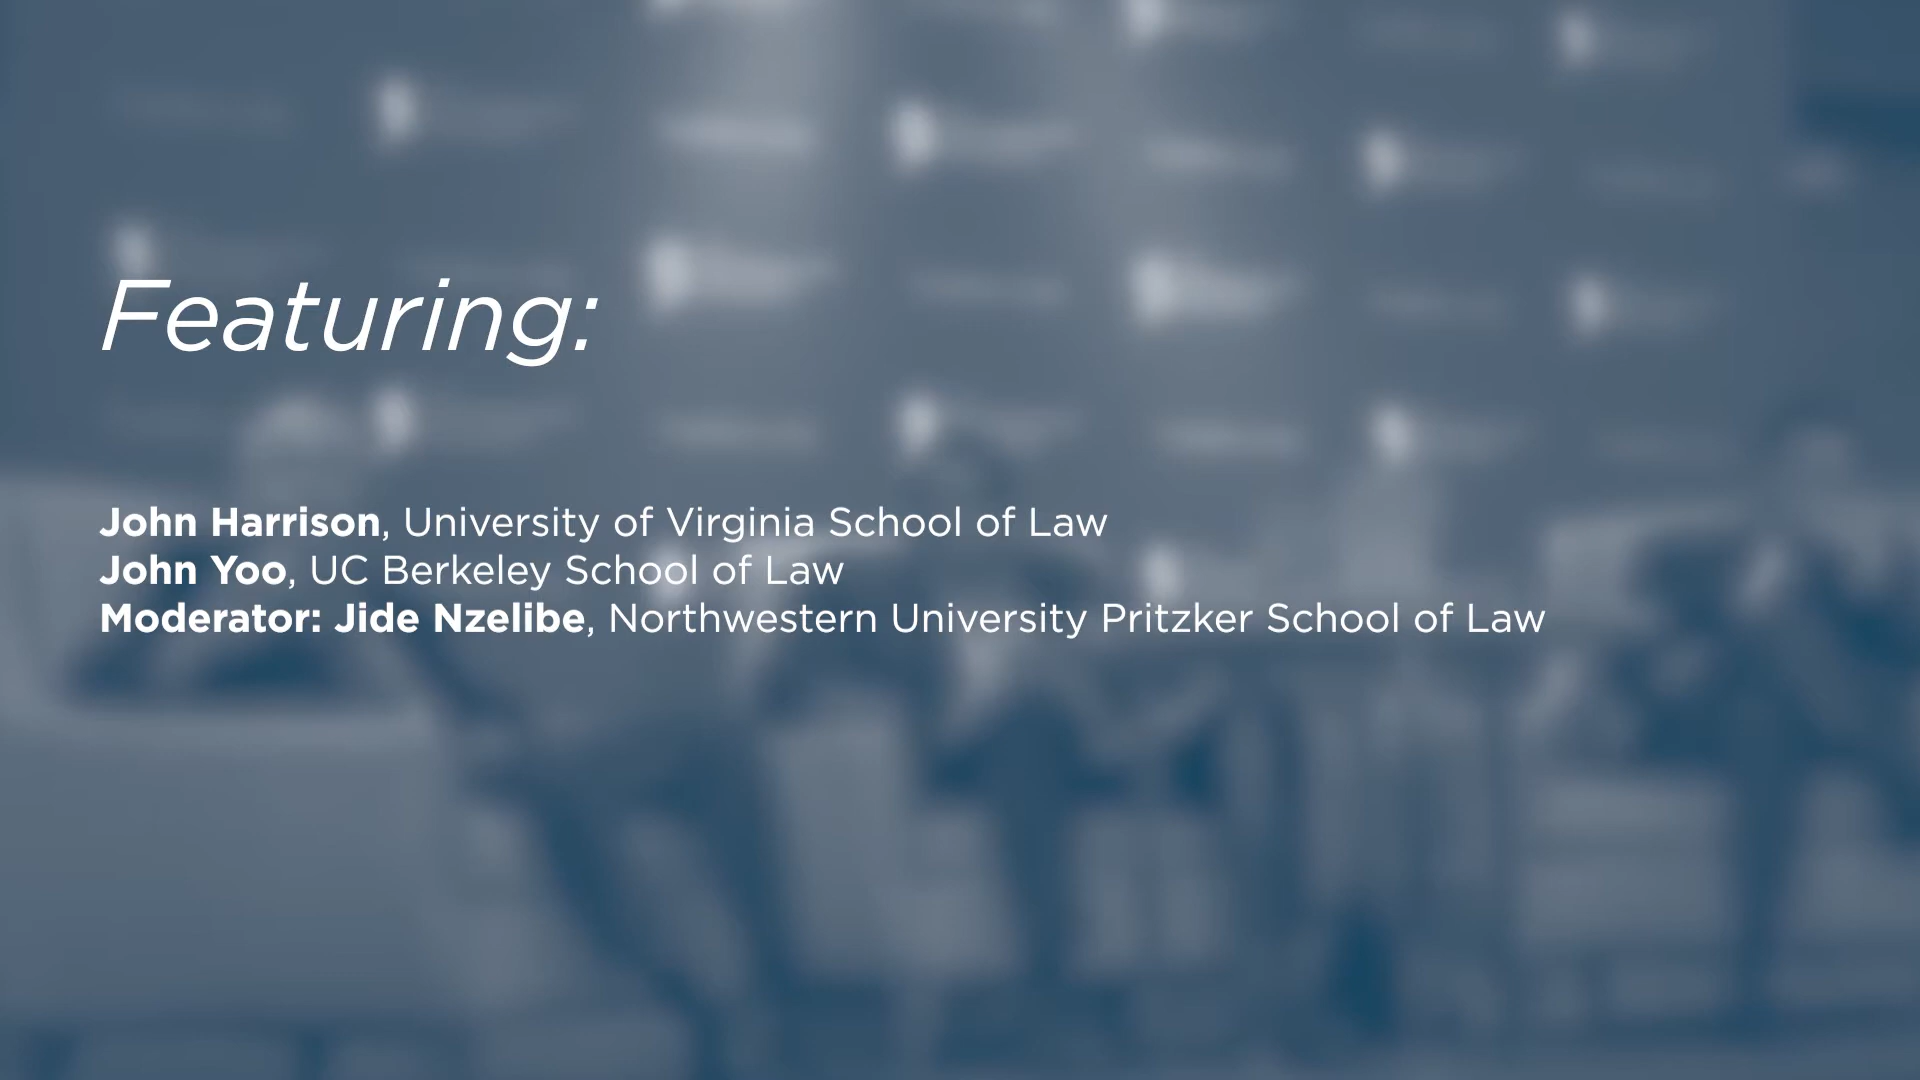 Featuring:
John Harrison, University of Virginia School of Law
John Yoo, UC Berkeley School of Law
Moderator: Jide Nzelibe, Northwestern University Pritzker School of Law